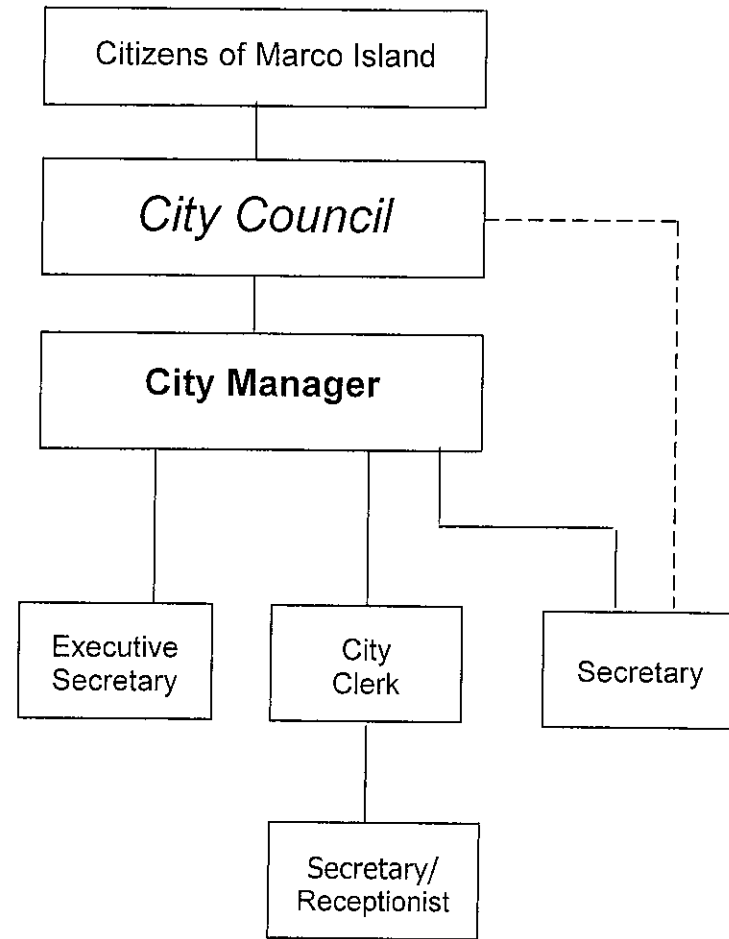 Citizens of Marco Island
City Council
City Manager
Executive
Secretary
City
Clerk
Secretary
Secretary/
Receptionist